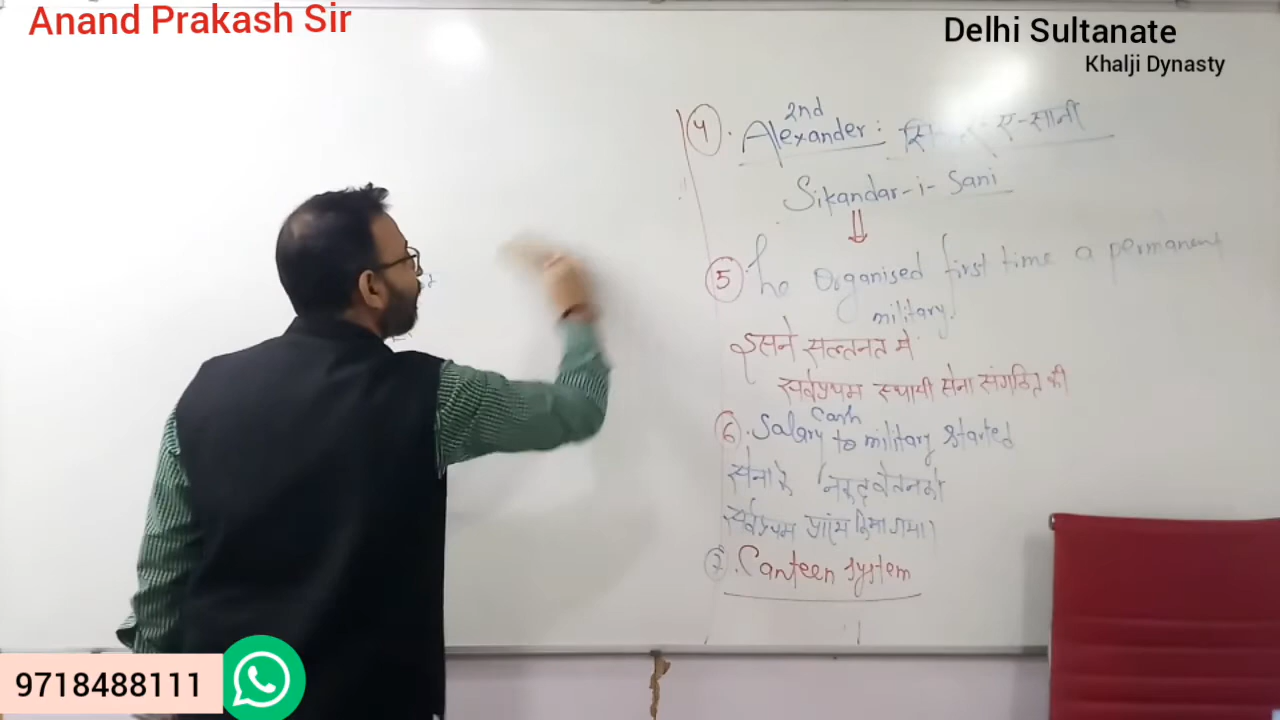 Anand Prakash Sir
Delhi Sultanate
Khalji Dynasty
4. 2nd
Alexander: ए-सानी
Sikandar-i-Sani
5. he Organised first time a permanent
military.
इसने सल्तनत में
सर्वप्रथम स्थायी सेना संगठित की
6. Salary cash to military started
सेना के नकद वेतन को
सर्वप्रथम प्रारंभ किया गया।
7. Canteen system
9718488111